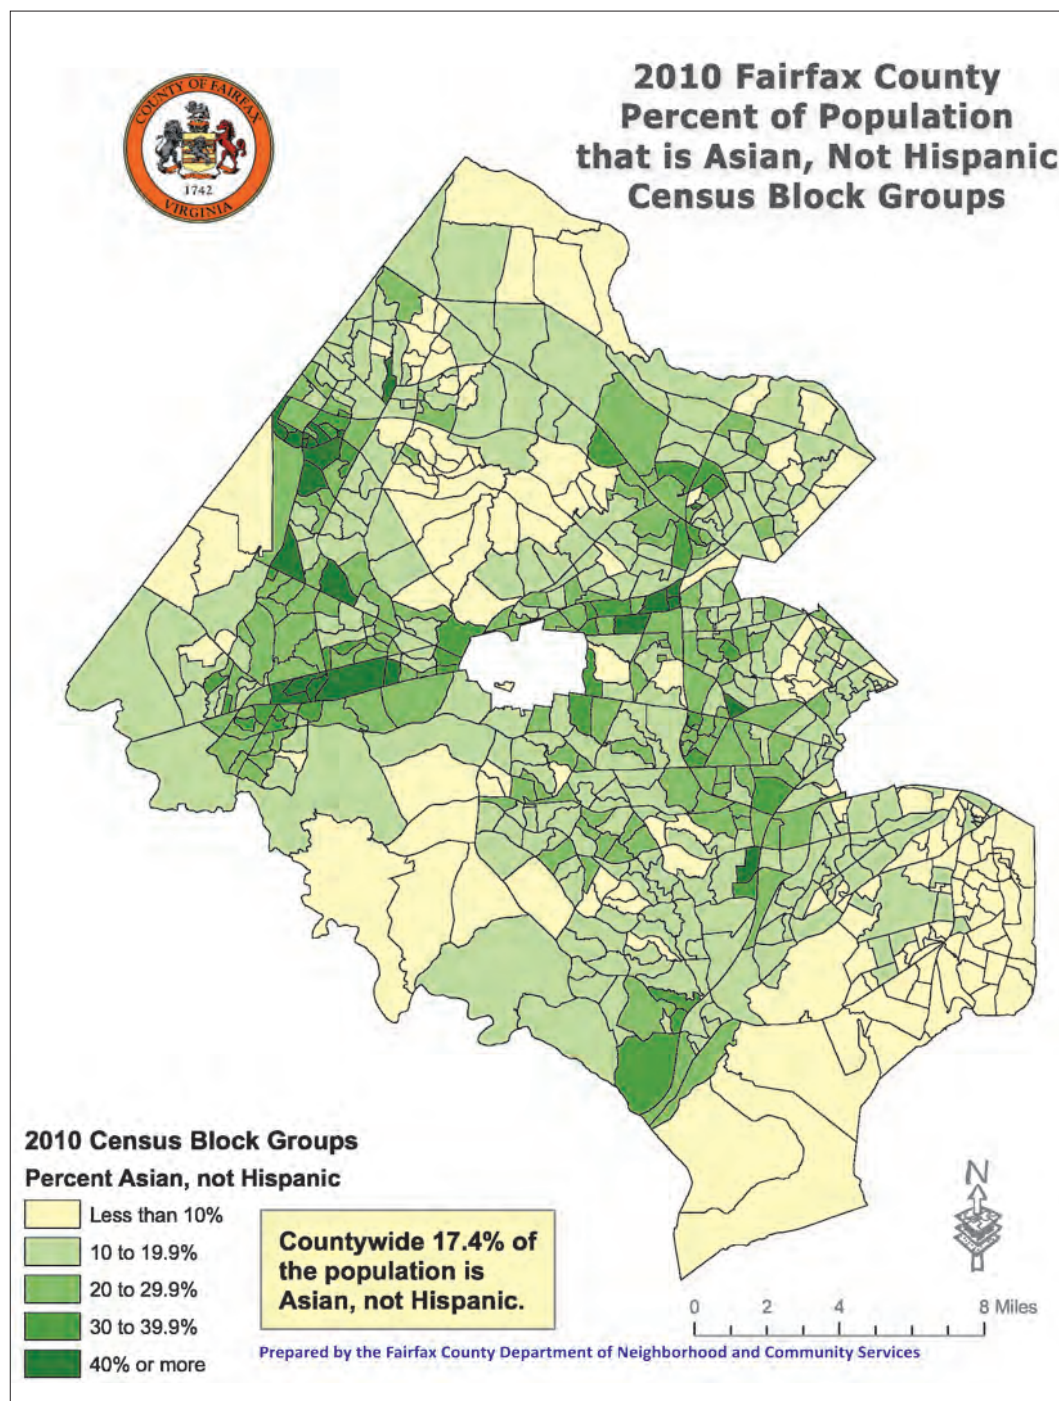 2010 Fairfax County
Percent of Population
that is Asian, Not Hispanic
Census Block Groups
COUNTY OF FAIRFAX
1742
VIRGINIA
2010 Census Block Groups
Percent Asian, not Hispanic
Less than 10%
10 to 19.9%
20 to 29.9%
30 to 39.9%
40% or more
Countywide 17.4% of
the population is
Asian, not Hispanic.
N
0 2 4 8 Miles
Prepared by the Fairfax County Department of Neighborhood and Community Services